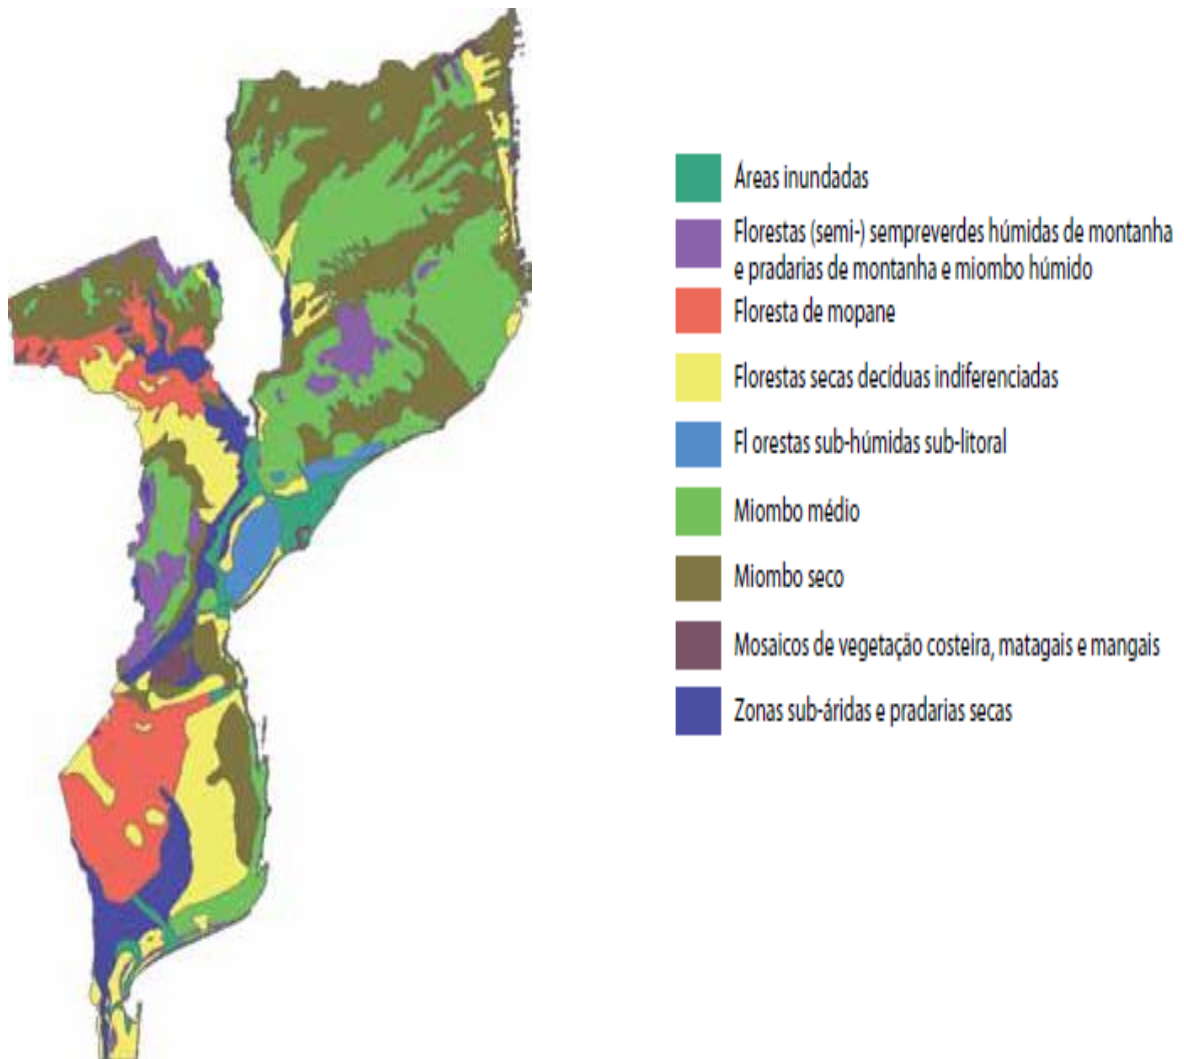 Áreas inundadas
Florestas (semi-) sempreverdes húmidas de montanha
e pradarias de montanha e miombo húmido
Floresta de mopane
Florestas secas decíduas indiferenciadas
Fl orestas sub-húmidas sub-litoral
Miombo médio
Miombo seco
Mosaicos de vegetação costeira, matagais e mangais
Zonas sub-áridas e pradarias secas